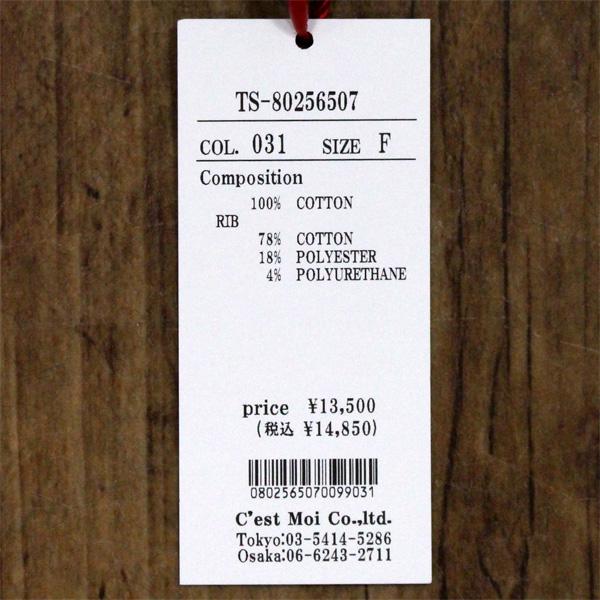 TS-80256507
COL. 031 SIZE F
Composition
100% COTTON
RIB
78% COTTON
18% POLYESTER
4% POLYURETHANE
price ¥13,500
(税込 ¥14,850)
0802565070099031
C'est Moi Co.,ltd.
Tokyo:03-5414-5286
Osaka:06-6243-2711